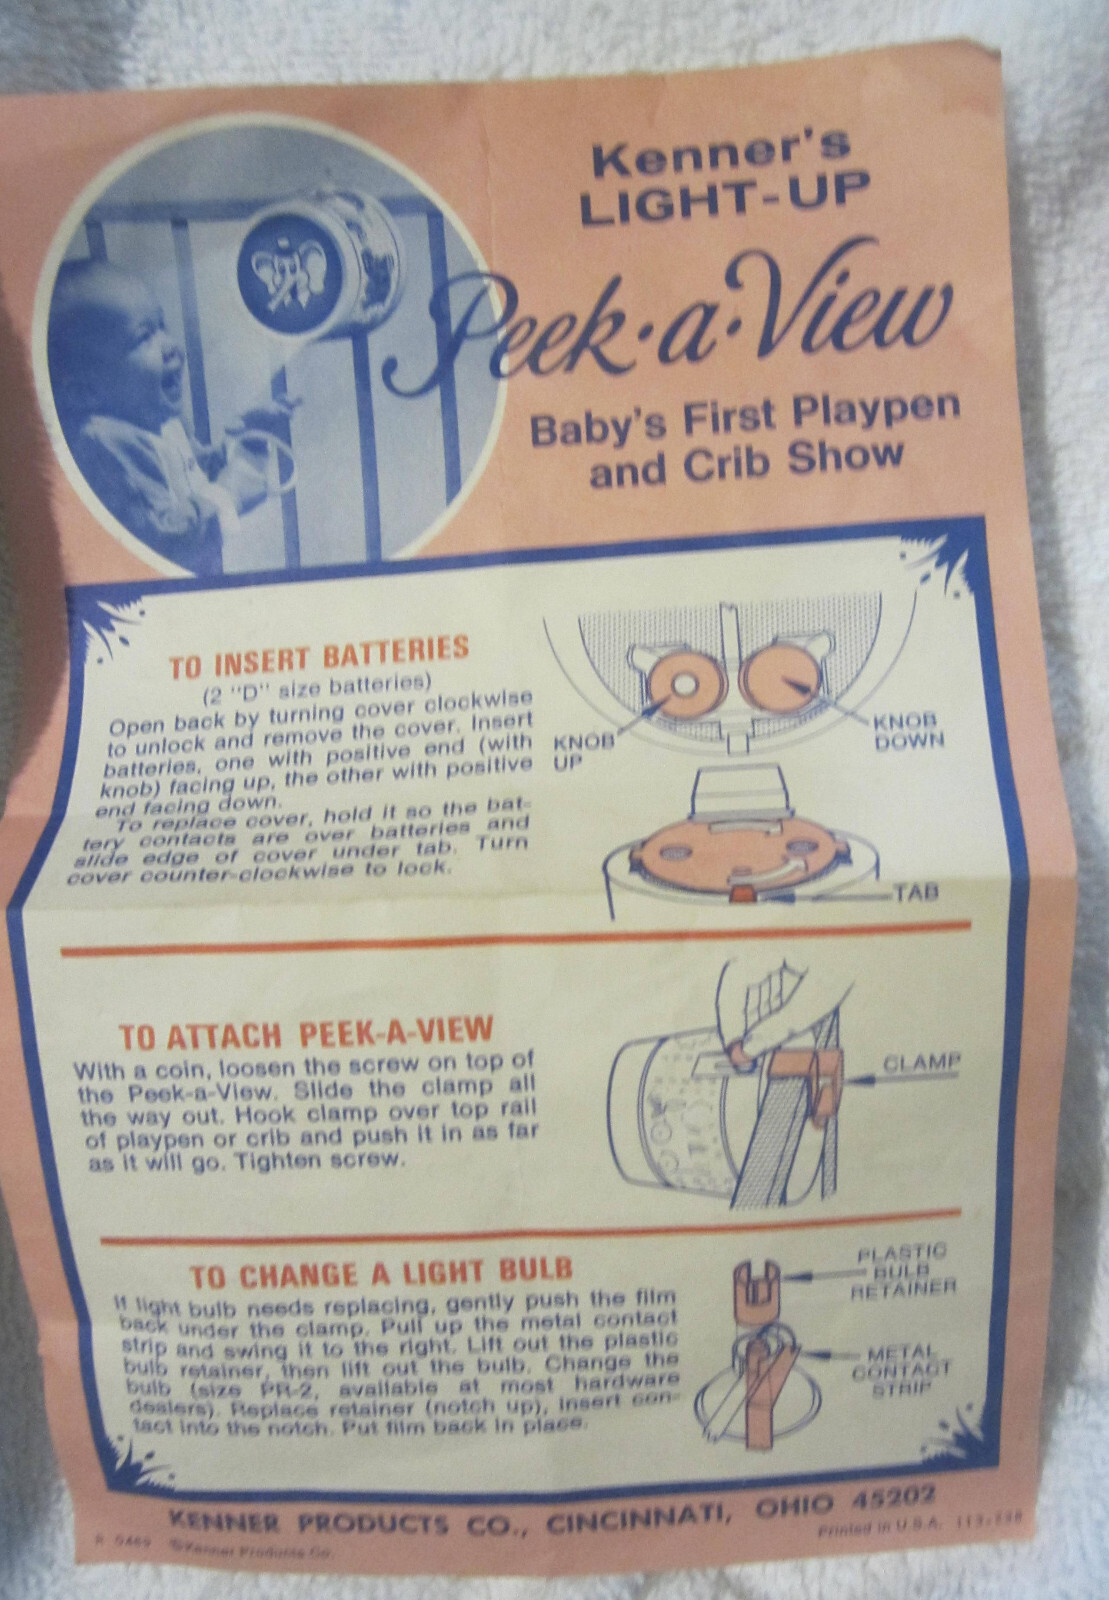 Kenner's
LIGHT-UP
Peek·a·View
Baby's First Playpen
and Crib Show
TO INSERT BATTERIES
(2 "D" size batteries)
Open back by turning cover clockwise
to unlock and remove the cover. Insert
batteries, one with positive end (with
knob) facing up, the other with positive
end facing down.
To replace cover, hold it so the bat-
tery contacts are over batteries and
slide edge of cover under tab. Turn
cover counter-clockwise to lock.
KNOB
UP
KNOB
DOWN
TAB
TO ATTACH PEEK-A-VIEW
With a coin, loosen the screw on top of
the Peek-a-View. Slide the clamp all
the way out. Hook clamp over top rail
of playpen or crib and push it in as far
as it will go. Tighten screw.
CLAMP
TO CHANGE A LIGHT BULB
If light bulb needs replacing, gently push the film
back under the clamp. Pull up the metal contact
strip and swing it to the right. Lift out the plastic
bulb retainer, then lift out the bulb. Change the
bulb (size PR-2, available at most hardware
dealers). Replace retainer (notch up), insert con-
tact into the notch. Put film back in place.
PLASTIC
BULB
RETAINER
METAL
CONTACT
STRIP
KENNER PRODUCTS CO., CINCINNATI, OHIO 45202
©Kenner Products Co.
Printed in U.S.A.